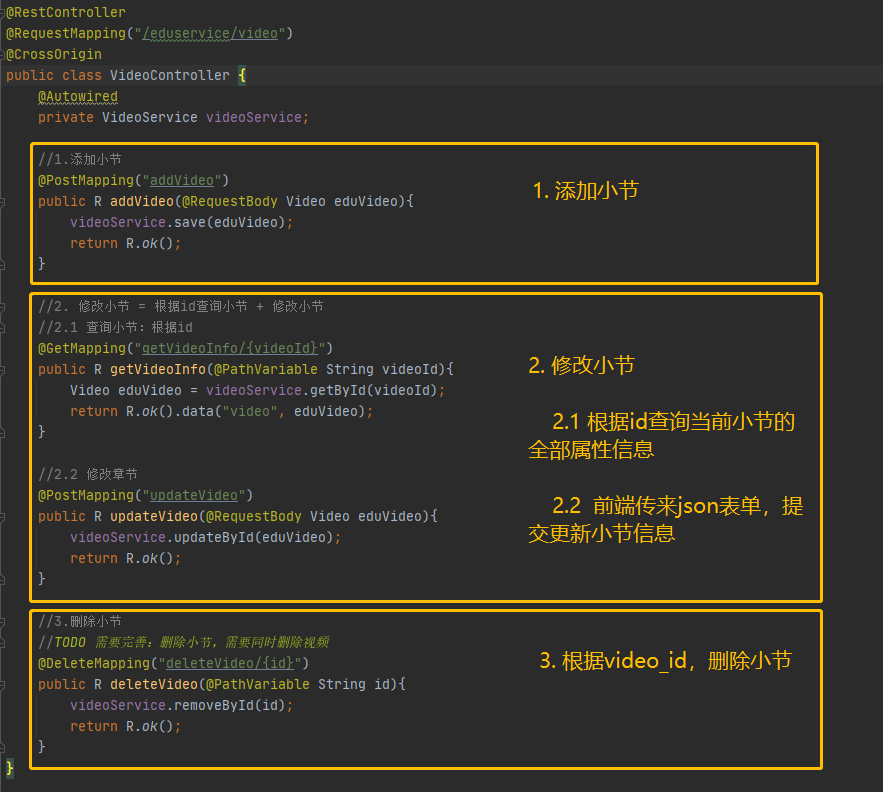 @RestController
@RequestMapping("/eduservice/video")
@CrossOrigin
public class VideoController {
@Autowired
private VideoService videoService;
//1.添加小节
@PostMapping("addVideo")
public R addVideo(@RequestBody Video eduVideo){
videoService.save(eduVideo);
return R.ok();
}
1. 添加小节
//2. 修改小节 = 根据id查询小节 + 修改小节
//2.1 查询小节：根据id
@GetMapping("getVideoInfo/{videoId}")
public R getVideoInfo(@PathVariable String videoId){
Video eduVideo = videoService.getById(videoId);
return R.ok().data("video", eduVideo);
}
//2.2 修改章节
@PostMapping("updateVideo")
public R updateVideo(@RequestBody Video eduVideo){
videoService.updateById(eduVideo);
return R.ok();
}
2. 修改小节
2.1 根据id查询当前小节的
全部属性信息
2.2 前端传来json表单，提
交更新小节信息
//3.删除小节
//TODO 需要完善：删除小节，需要同时删除视频
@DeleteMapping("deleteVideo/{id}")
public R deleteVideo(@PathVariable String id){
videoService.removeById(id);
return R.ok();
}
3. 根据video_id，删除小节
}